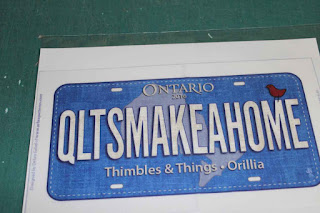 ONTARIO
QLTSMAKEAHOME
Thimbles & Things • Orillia